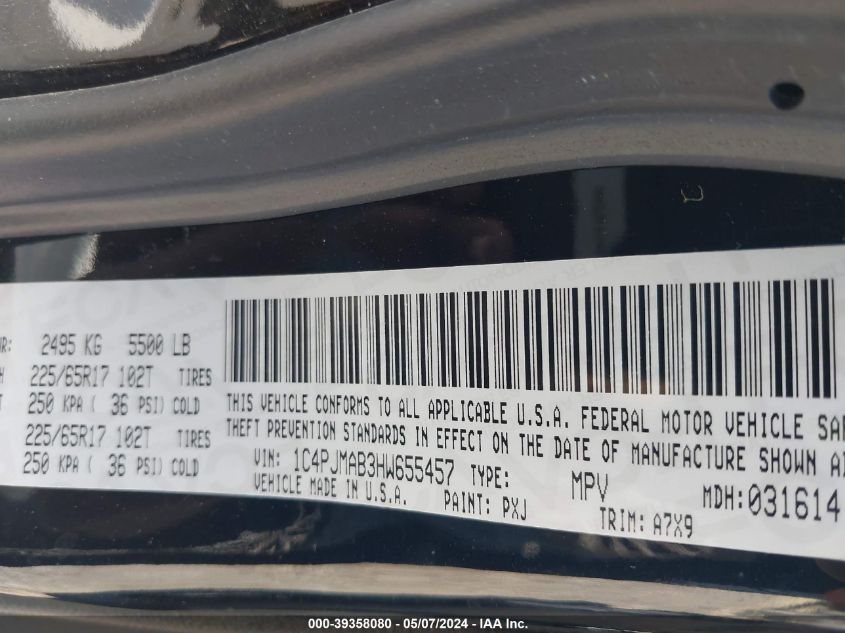 R: 2495 KG 5500 LB
225/65R17 102T TIRES
250 KPA ( 36 PSI) COLD
225/65R17 102T TIRES
250 KPA ( 36 PSI) COLD
THIS VEHICLE CONFORMS TO ALL APPLICABLE U.S.A. FEDERAL MOTOR VEHICLE SA
THEFT PREVENTION STANDARDS IN EFFECT ON THE DATE OF MANUFACTURE SHOWN A
VIN: 1C4PJMAB3HW655457 TYPE: MPV MDH:031614
VEHICLE MADE IN U.S.A. PAINT: PXJ TRIM: A7X9
000-39358080 - 05/07/2024 - IAA Inc.